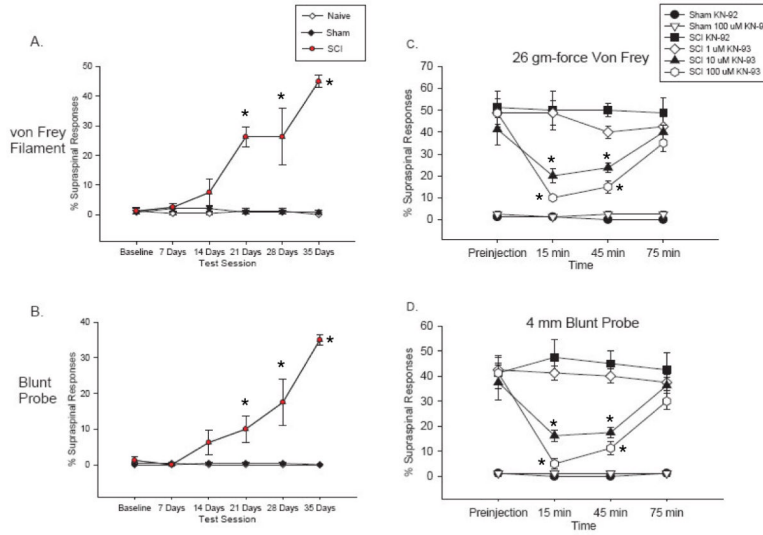 A.
Naive
Sham
SCI
von Frey
Filament
% Supraspinal Responses
50
40
30
20
10
0
*
*
*
Baseline
7 Days
14 Days
21 Days
28 Days
35 Days
Test Session
B.
Blunt
Probe
% Supraspinal Responses
40
30
20
10
0
*
*
*
Baseline
7 Days
14 Days
21 Days
28 Days
35 Days
Test Session
C.
Sham KN-92
Sham 100 uM KN-9
SCI KN-92
SCI 1 uM KN-93
SCI 10 uM KN-93
SCI 100 uM KN-93
26 gm-force Von Frey
% Supraspinal Responses
70
60
50
40
30
20
10
0
*
*
*
*
Preinjection
15 min
45 min
75 min
Time
D.
4 mm Blunt Probe
% Supraspinal Responses
60
50
40
30
20
10
0
*
*
*
*
Preinjection
15 min
45 min
75 min
Time